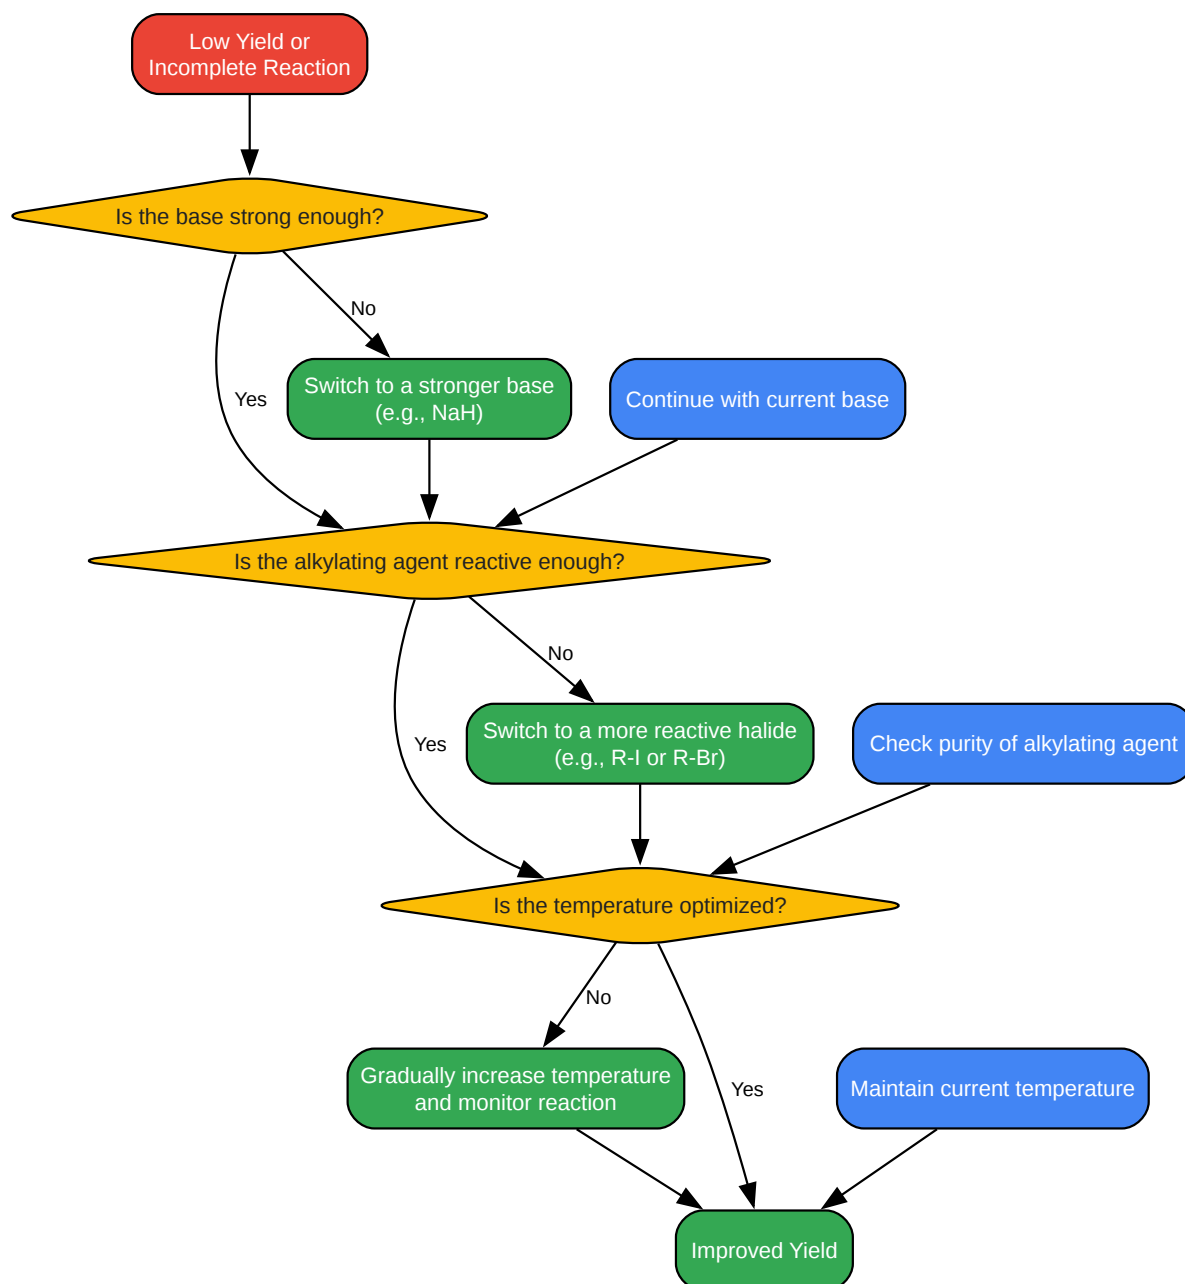 Low Yield or
Incomplete Reaction
Is the base strong enough?
No
Yes
Switch to a stronger base
(e.g., NaH)
Continue with current base
Is the alkylating agent reactive enough?
No
Yes
Switch to a more reactive halide
(e.g., R-I or R-Br)
Check purity of alkylating agent
Is the temperature optimized?
No
Gradually increase temperature
and monitor reaction
Yes
Maintain current temperature
Improved Yield